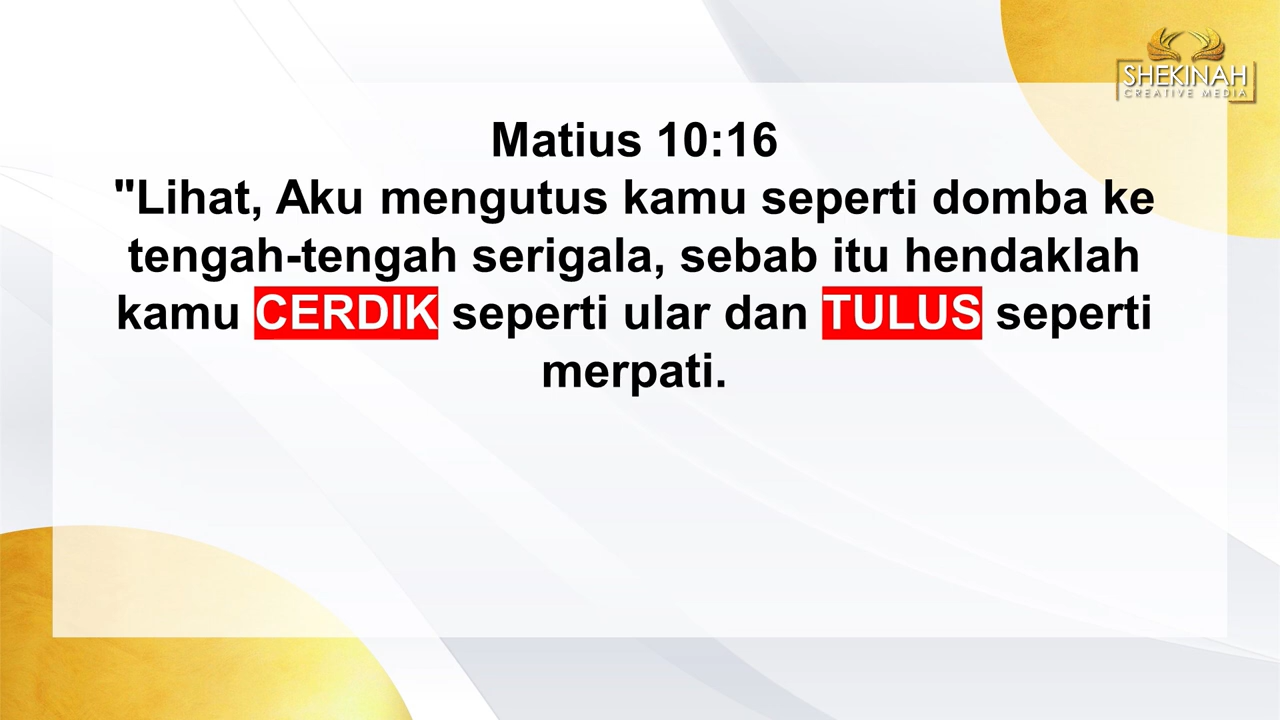 SHEKINAH
CREATIVE MEDIA
Matius 10:16
"Lihat, Aku mengutus kamu seperti domba ke
tengah-tengah serigala, sebab itu hendaklah
kamu CERDIK seperti ular dan TULUS seperti
merpati.